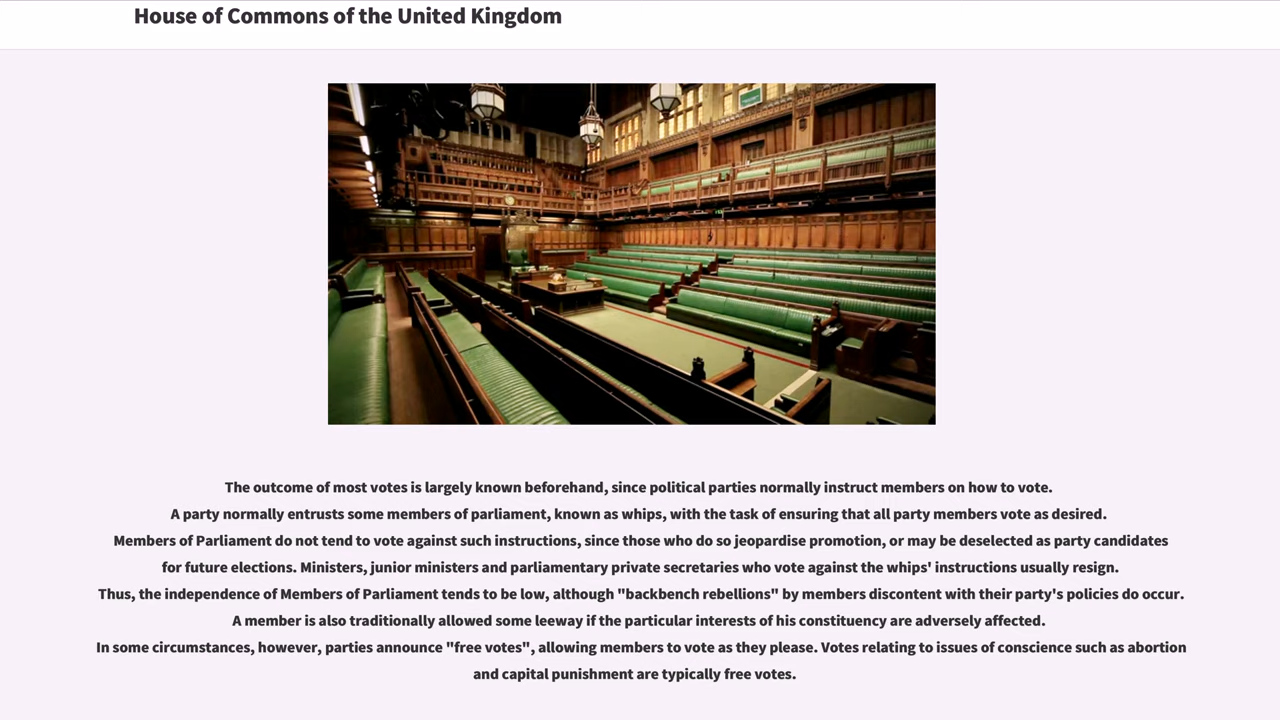 House of Commons of the United Kingdom
The outcome of most votes is largely known beforehand, since political parties normally instruct members on how to vote.
A party normally entrusts some members of parliament, known as whips, with the task of ensuring that all party members vote as desired.
Members of Parliament do not tend to vote against such instructions, since those who do so jeopardise promotion, or may be deselected as party candidates
for future elections. Ministers, junior ministers and parliamentary private secretaries who vote against the whips' instructions usually resign.
Thus, the independence of Members of Parliament tends to be low, although "backbench rebellions" by members discontent with their party's policies do occur.
A member is also traditionally allowed some leeway if the particular interests of his constituency are adversely affected.
In some circumstances, however, parties announce "free votes", allowing members to vote as they please. Votes relating to issues of conscience such as abortion
and capital punishment are typically free votes.